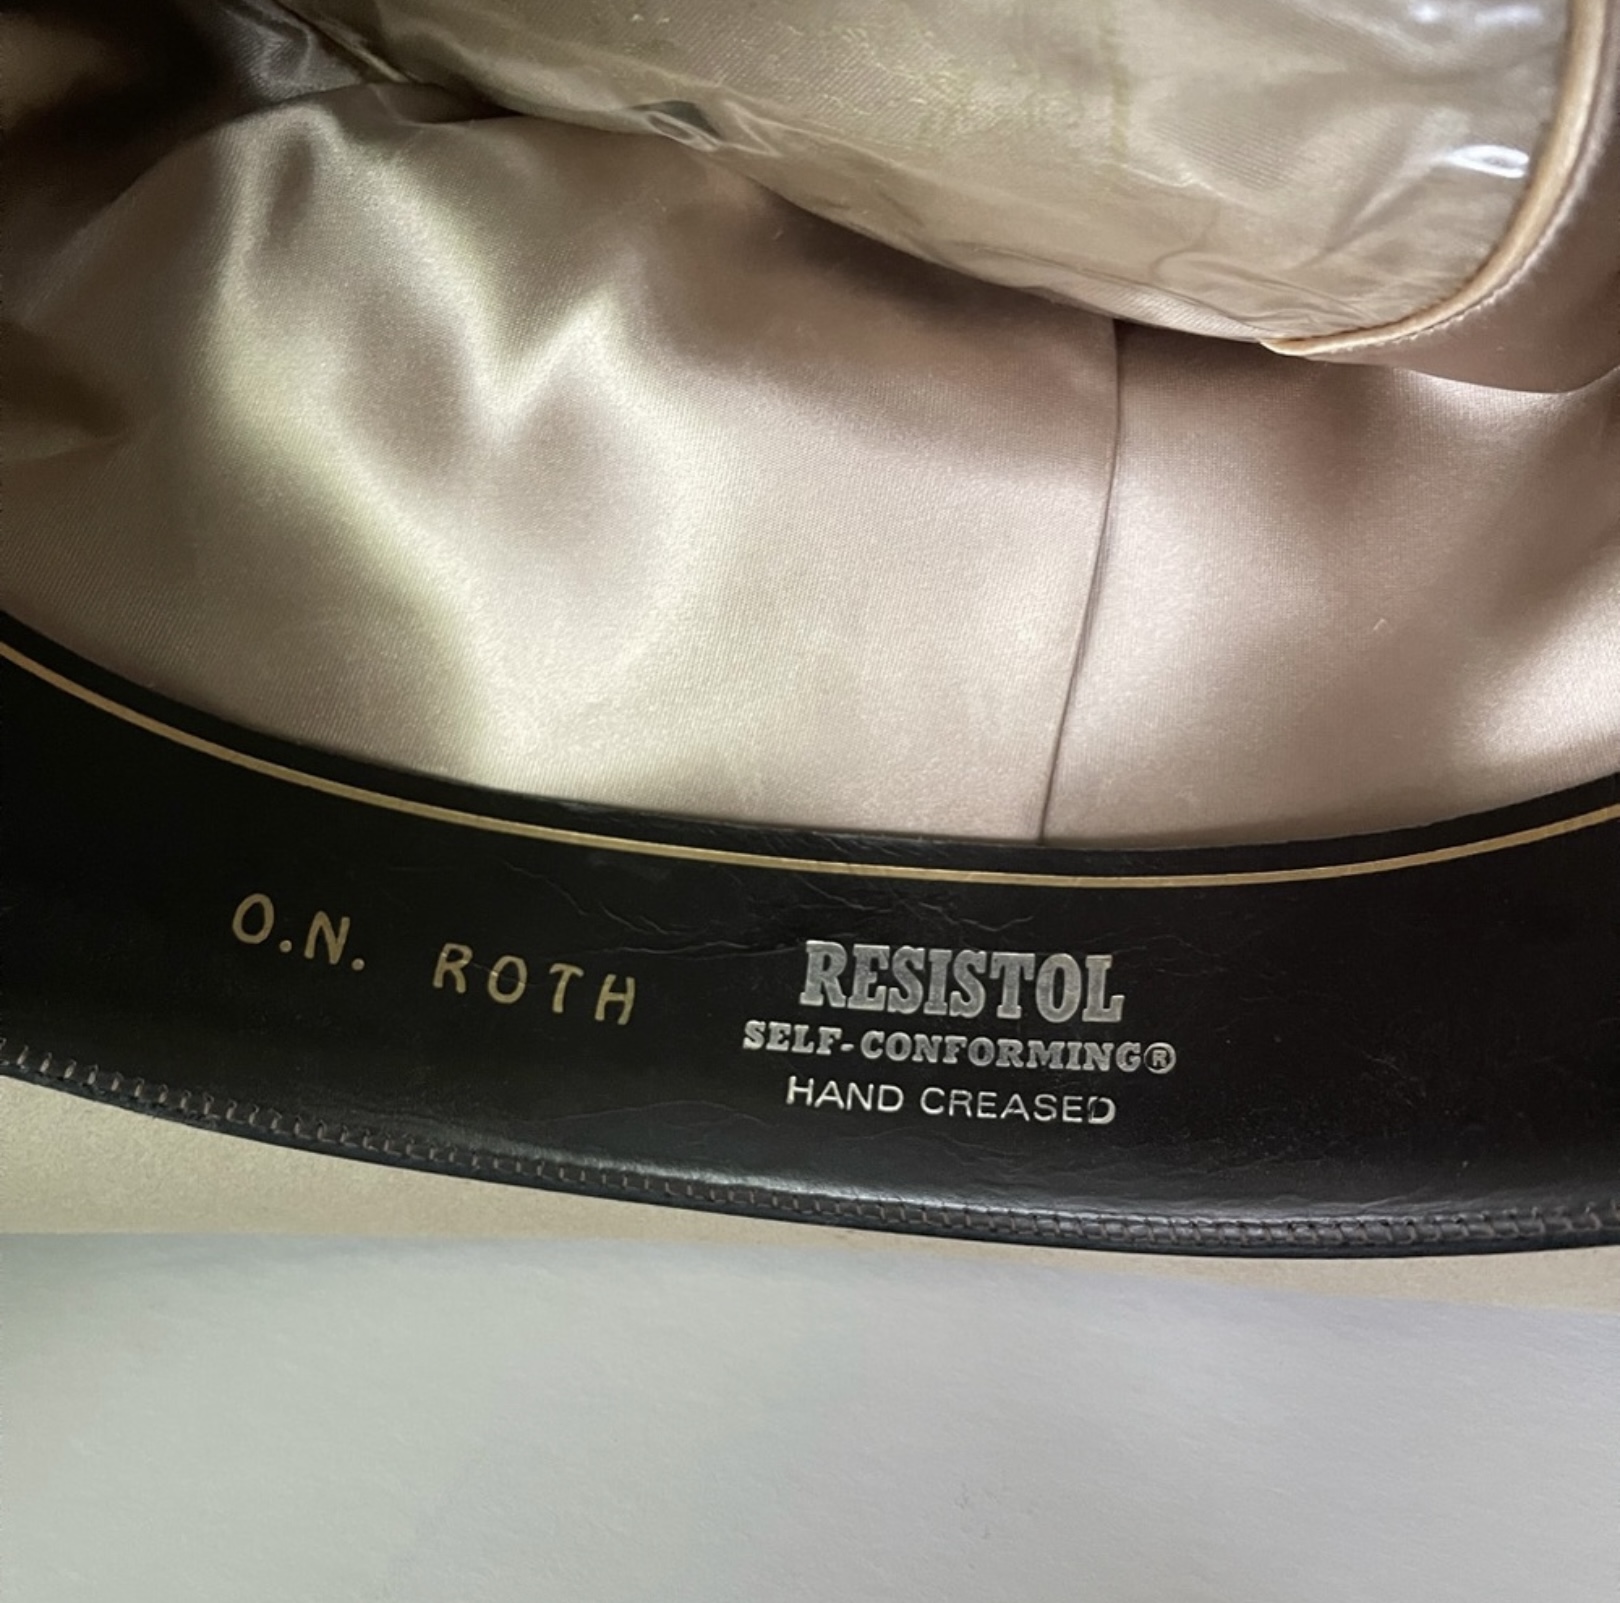 O.N. ROTH
RESISTOL
SELF-CONFORMING®
HAND CREASED